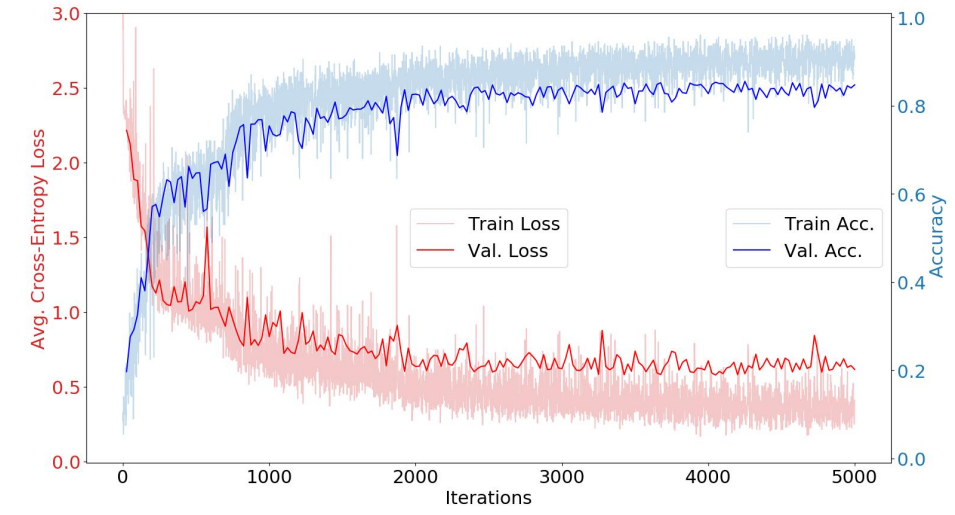 3.0
2.5
2.0
1.5
1.0
0.5
0.0
Avg. Cross-Entropy Loss
Train Loss
Val. Loss
Train Acc.
Val. Acc.
1.0
0.8
0.6
0.4
0.2
0.0
Accuracy
0 1000 2000 3000 4000 5000
Iterations